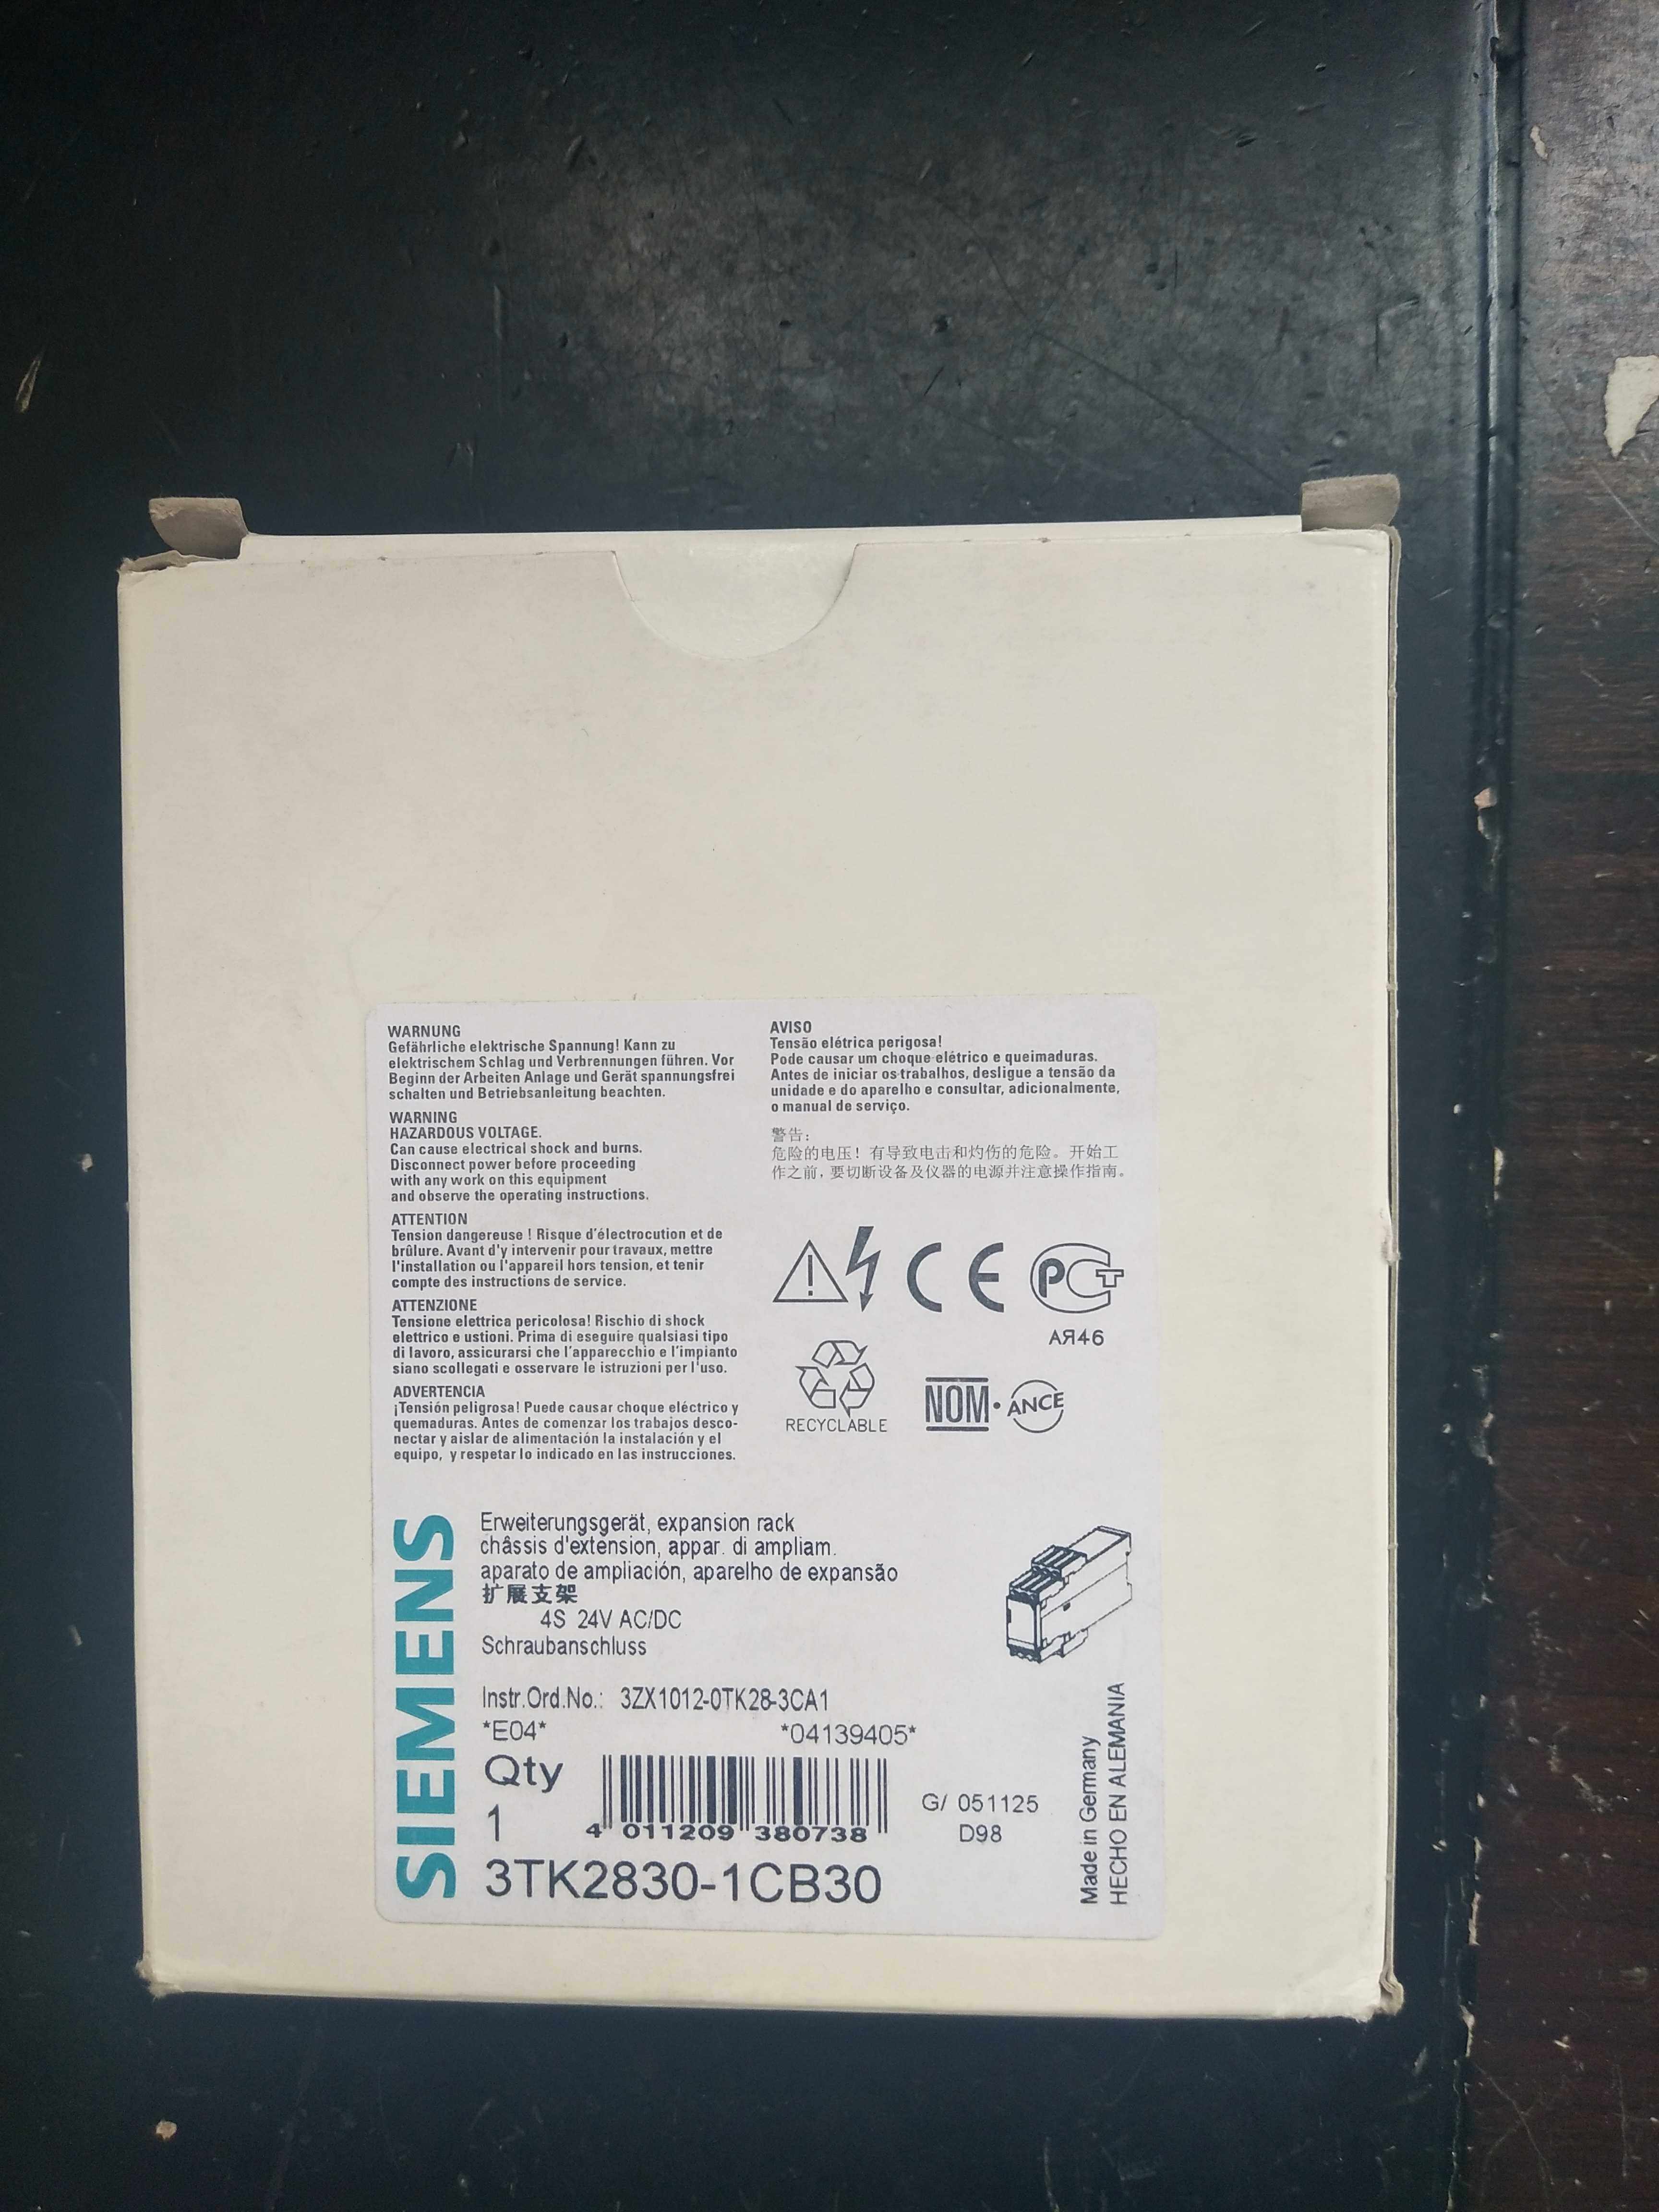 WARNUNG
Gefährliche elektrische Spannung! Kann zu
elektrischem Schlag und Verbrennungen führen. Vor
Beginn der Arbeiten Anlage und Gerät spannungsfrei
schalten und Betriebsanleitung beachten.
WARNING
HAZARDOUS VOLTAGE.
Can cause electrical shock and burns.
Disconnect power before proceeding
with any work on this equipment
and observe the operating instructions.
ATTENTION
Tension dangereuse ! Risque d'électrocution et de
brûlure. Avant d'y intervenir pour travaux, mettre
l'installation ou l'appareil hors tension, et tenir
compte des instructions de service.
ATTENZIONE
Tensione elettrica pericolosa! Rischio di shock
elettrico e ustioni. Prima di eseguire qualsiasi tipo
di lavoro, assicurarsi che l'apparecchio e l'impianto
siano scollegati e osservare le istruzioni per l'uso.
ADVERTENCIA
¡Tensión peligrosa! Puede causar choque eléctrico y
quemaduras. Antes de comenzar los trabajos desco-
nectar y aislar de alimentación la instalación y el
equipo, y respetar lo indicado en las instrucciones.
AVISO
Tensão elétrica perigosa!
Pode causar um choque elétrico e queimaduras.
Antes de iniciar os trabalhos, desligue a tensão da
unidade e do aparelho e consultar, adicionalmente,
o manual de serviço.
警告:
危险的电压! 有导致电击和灼伤的危险。开始工
作之前, 要切断设备及仪器的电源并注意操作指南。
CE
РСТ
АЯ46
RECYCLABLE
NOM·ANCE
SIEMENS
Erweiterungsgerät, expansion rack
châssis d'extension, appar. di ampliam.
aparato de ampliación, aparelho de expansão
扩展支架
4S 24V AC/DC
Schraubanschluss
Instr.Ord.No.: 3ZX1012-0TK28-3CA1
*E04* *04139405*
Qty
1
4 011209 380738
G/ 051125
D98
3TK2830-1CB30
Made in Germany
HECHO EN ALEMANIA